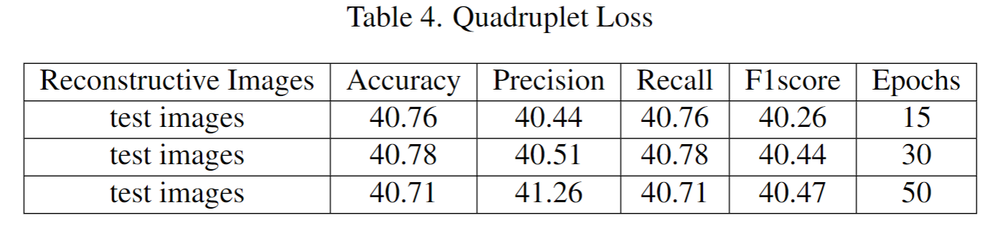 Table 4. Quadruplet Loss
Reconstructive Images Accuracy Precision Recall F1score Epochs
test images 40.76 40.44 40.76 40.26 15
test images 40.78 40.51 40.78 40.44 30
test images 40.71 41.26 40.71 40.47 50